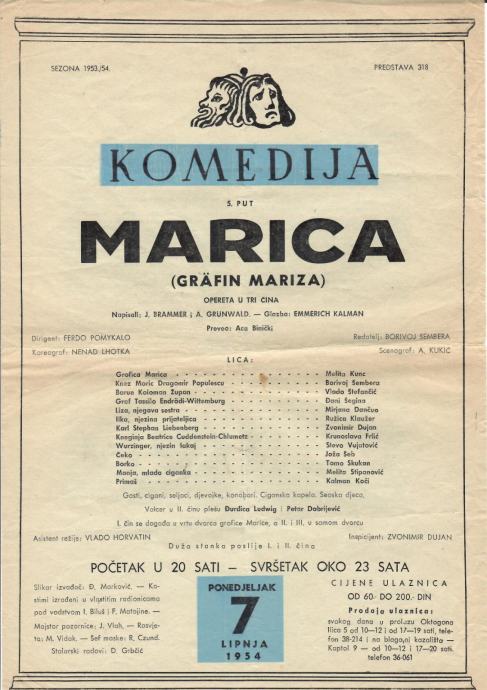 SEZONA 1953./54.
PREDSTAVA 318
KOMEDIJA
5. PUT
MARICA
(GRÄFIN MARIZA)
OPERETA U TRI ČINA
Napisali: J. BRAMMER i A. GRUNWALD. — Glazba: EMMERICH KALMAN
Preveo: Aca Binički
Dirigent: FERDO POMYKALO
Redatelj: BORIVOJ ŠEMBERA
Koreograf: NENAD LHOTKA
Scenograf: A. KUKIĆ
LICA:
Grofica Marica - Melita Kunc
Knez Moric Dragomir Populescu - Borivoj Šembera
Barun Koloman Zupan - Vlado Štefančić
Grof Tassilo Endrödi-Wittemburg - Dani Šegina
Liza, njegova sestra - Mirjana Dančuo
Ilka, njezina prijateljica - Ružica Klaužer
Karl Stephan Liebenberg - Zvonimir Dujan
Kneginja Beatrica Cuddenstein-Chlumetz - Krunoslava Frlić
Wurzinger, njezin lakaj - Stevo Vujatović
Čeko - Joža Šeb
Borko - Tomo Skukan
Manja, mlada ciganka - Melita Stipanović
Primaš - Kalman Koči
Gosti, cigani, seljaci, djevojke, konobari. Ciganska kapela. Seoska djeca.
Valcer u II. činu plešu Đurđica Ludwig i Petar Dobrijević
I. čin se događa u vrtu dvorca grofice Marice, a II. i III. u samom dvorcu
Asistent režije: VLADO HORVATIN
Inspicijent: ZVONIMIR DUJAN
Duža stanka poslije I. i II. čina
POČETAK U 20 SATI – SVRŠETAK OKO 23 SATA
Slikar izvođač: Đ. Marković. — Ko-
stimi izrađeni u vlastitim radionicama
pod vodstvom I. Biluš i F. Matojine. —
Majstor pozornice: J. Vlah, — Rasvje-
ta: M. Vidak. — Šef maske: R. Czund.
Stolarski radovi: D. Grbčić
PONEDJELJAK
7
LIPNJA
1954
CIJENE ULAZNICA
OD 60.- DO 200.- DIN
Prodaja ulaznica:
svakog dana u prolazu Oktogona
Ilica 5 od 10—12 i od 17—19 sati, tele-
fon 38-214 i na blagajni kazališta —
Kaptol 9 — od 10—12 i 17—20 sati.
telefon 36-061